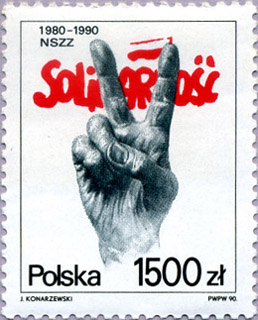 1980-1990
NSZZ
Solidarność
Polska 1500 zł
J. KONARZEWSKI PWPW 90.